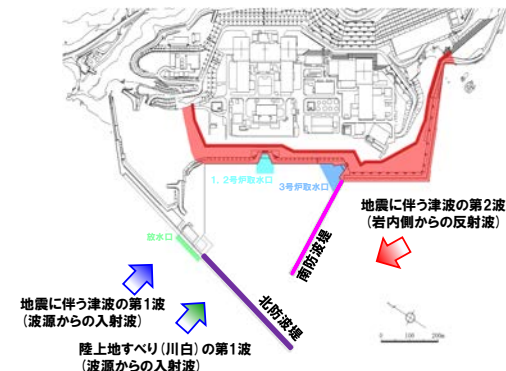 1, 2号炉取水口
3号炉取水口
地震に伴う津波の第2波
(岩内側からの反射波)
放水口
南防波堤
北防波堤
地震に伴う津波の第1波
(波源からの入射波)
陸上地すべり(川白)の第1波
(波源からの入射波)
0 100 200m